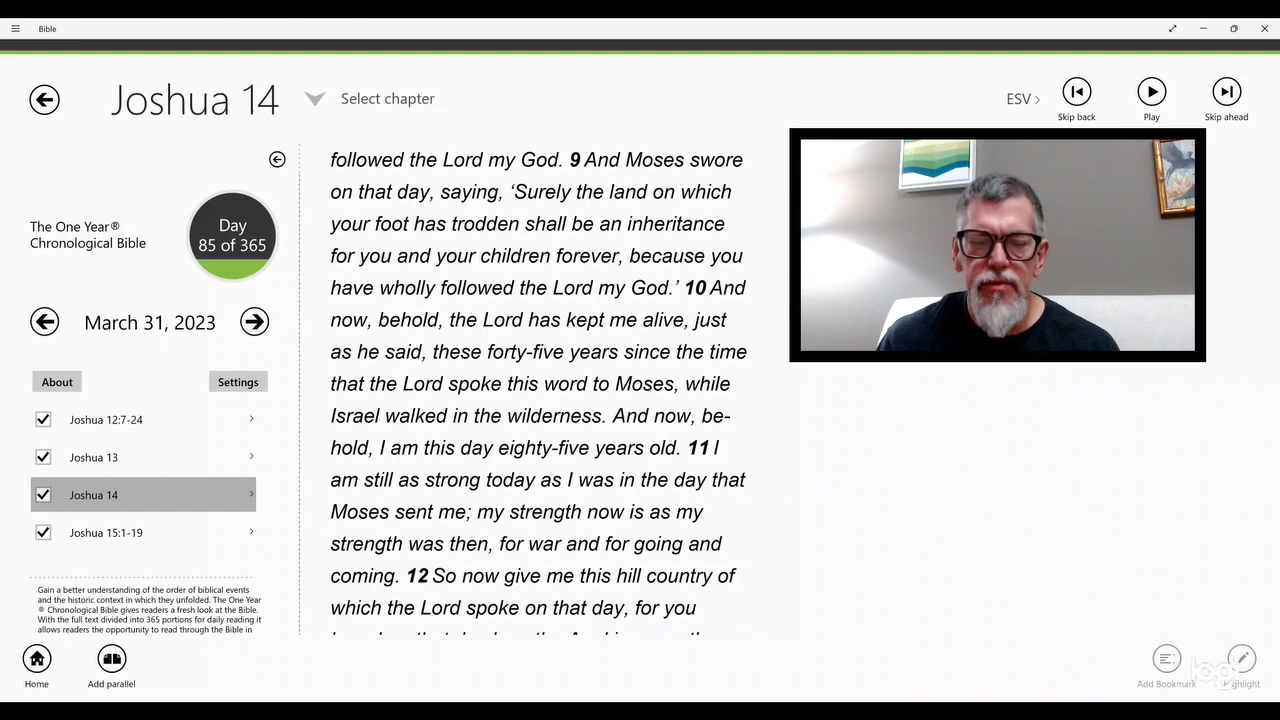 Bible
Joshua 14
Select chapter
ESV
Skip back
Play
Skip ahead
The One Year®
Chronological Bible
Day
85 of 365
March 31, 2023
About
Settings
Joshua 12:7-24
Joshua 13
Joshua 14
Joshua 15:1-19
Gain a better understanding of the order of biblical events
and the historic context in which they unfolded. The One Year
® Chronological Bible gives readers a fresh look at the Bible.
With the full text divided into 365 portions for daily reading it
allows readers the opportunity to read through the Bible in
followed the Lord my God. 9 And Moses swore
on that day, saying, ‘Surely the land on which
your foot has trodden shall be an inheritance
for you and your children forever, because you
have wholly followed the Lord my God.’ 10 And
now, behold, the Lord has kept me alive, just
as he said, these forty-five years since the time
that the Lord spoke this word to Moses, while
Israel walked in the wilderness. And now, be-
hold, I am this day eighty-five years old. 11 I
am still as strong today as I was in the day that
Moses sent me; my strength now is as my
strength was then, for war and for going and
coming. 12 So now give me this hill country of
which the Lord spoke on that day, for you
Home
Add parallel
Add Bookmark
Highlight
logi